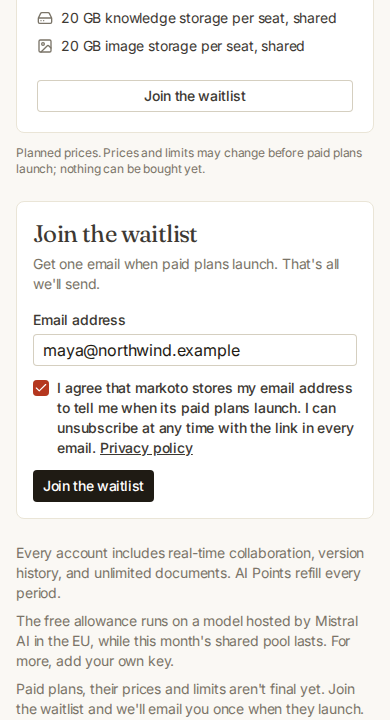 20 GB knowledge storage per seat, shared
20 GB image storage per seat, shared
Join the waitlist
Planned prices. Prices and limits may change before paid plans
launch; nothing can be bought yet.
Join the waitlist
Get one email when paid plans launch. That's all
we'll send.
Email address
maya@northwind.example
I agree that markoto stores my email address
to tell me when its paid plans launch. I can
unsubscribe at any time with the link in every
email. Privacy policy
Join the waitlist
Every account includes real-time collaboration, version
history, and unlimited documents. AI Points refill every
period.
The free allowance runs on a model hosted by Mistral
AI in the EU, while this month's shared pool lasts. For
more, add your own key.
Paid plans, their prices and limits aren't final yet. Join
the waitlist and we'll email you once when they launch.